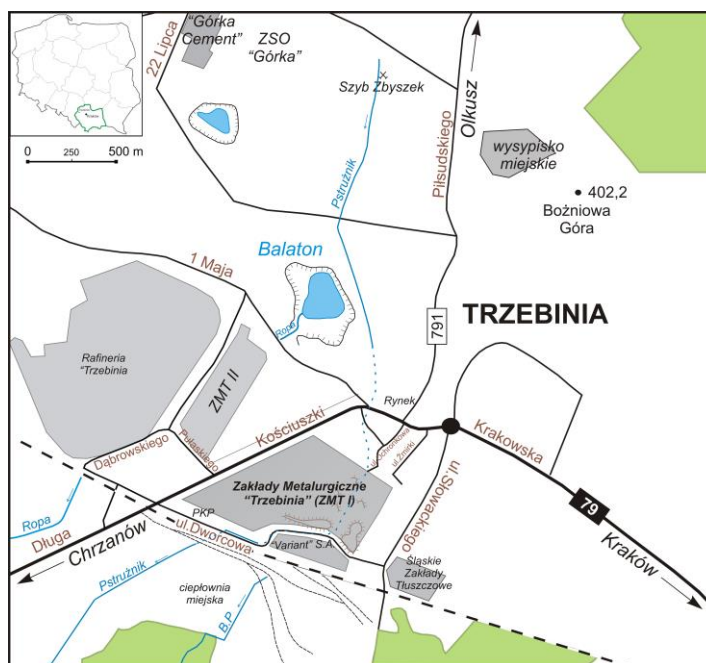 "Górka
Cement"
22 Lipca
ZSO
"Górka"
Szyb Zbyszek
Olkusz
Piłsudskiego
wysypisko
miejskie
402,2
Bożniowa
Góra
0 250 500 m
Pstrużnik
Balaton
1 Maja
Ropa
791
TRZEBINIA
Rafineria
"Trzebinia
ZMT II
Rynek
Kościuszki
Krakowska
Pułaskiego
Dąbrowskiego
ul.Żmirki
Zakłady Metalurgiczne
"Trzebinia" (ZMT I)
ul.Słowackiego
79
Kraków
Ropa
PKP
ul.Dworcowa
"Variant" S.A.
Długa
Chrzanów
Śląskie
Zakłady
Tłuszczowe
Pstrużnik
ciepłownia
miejska
B.P